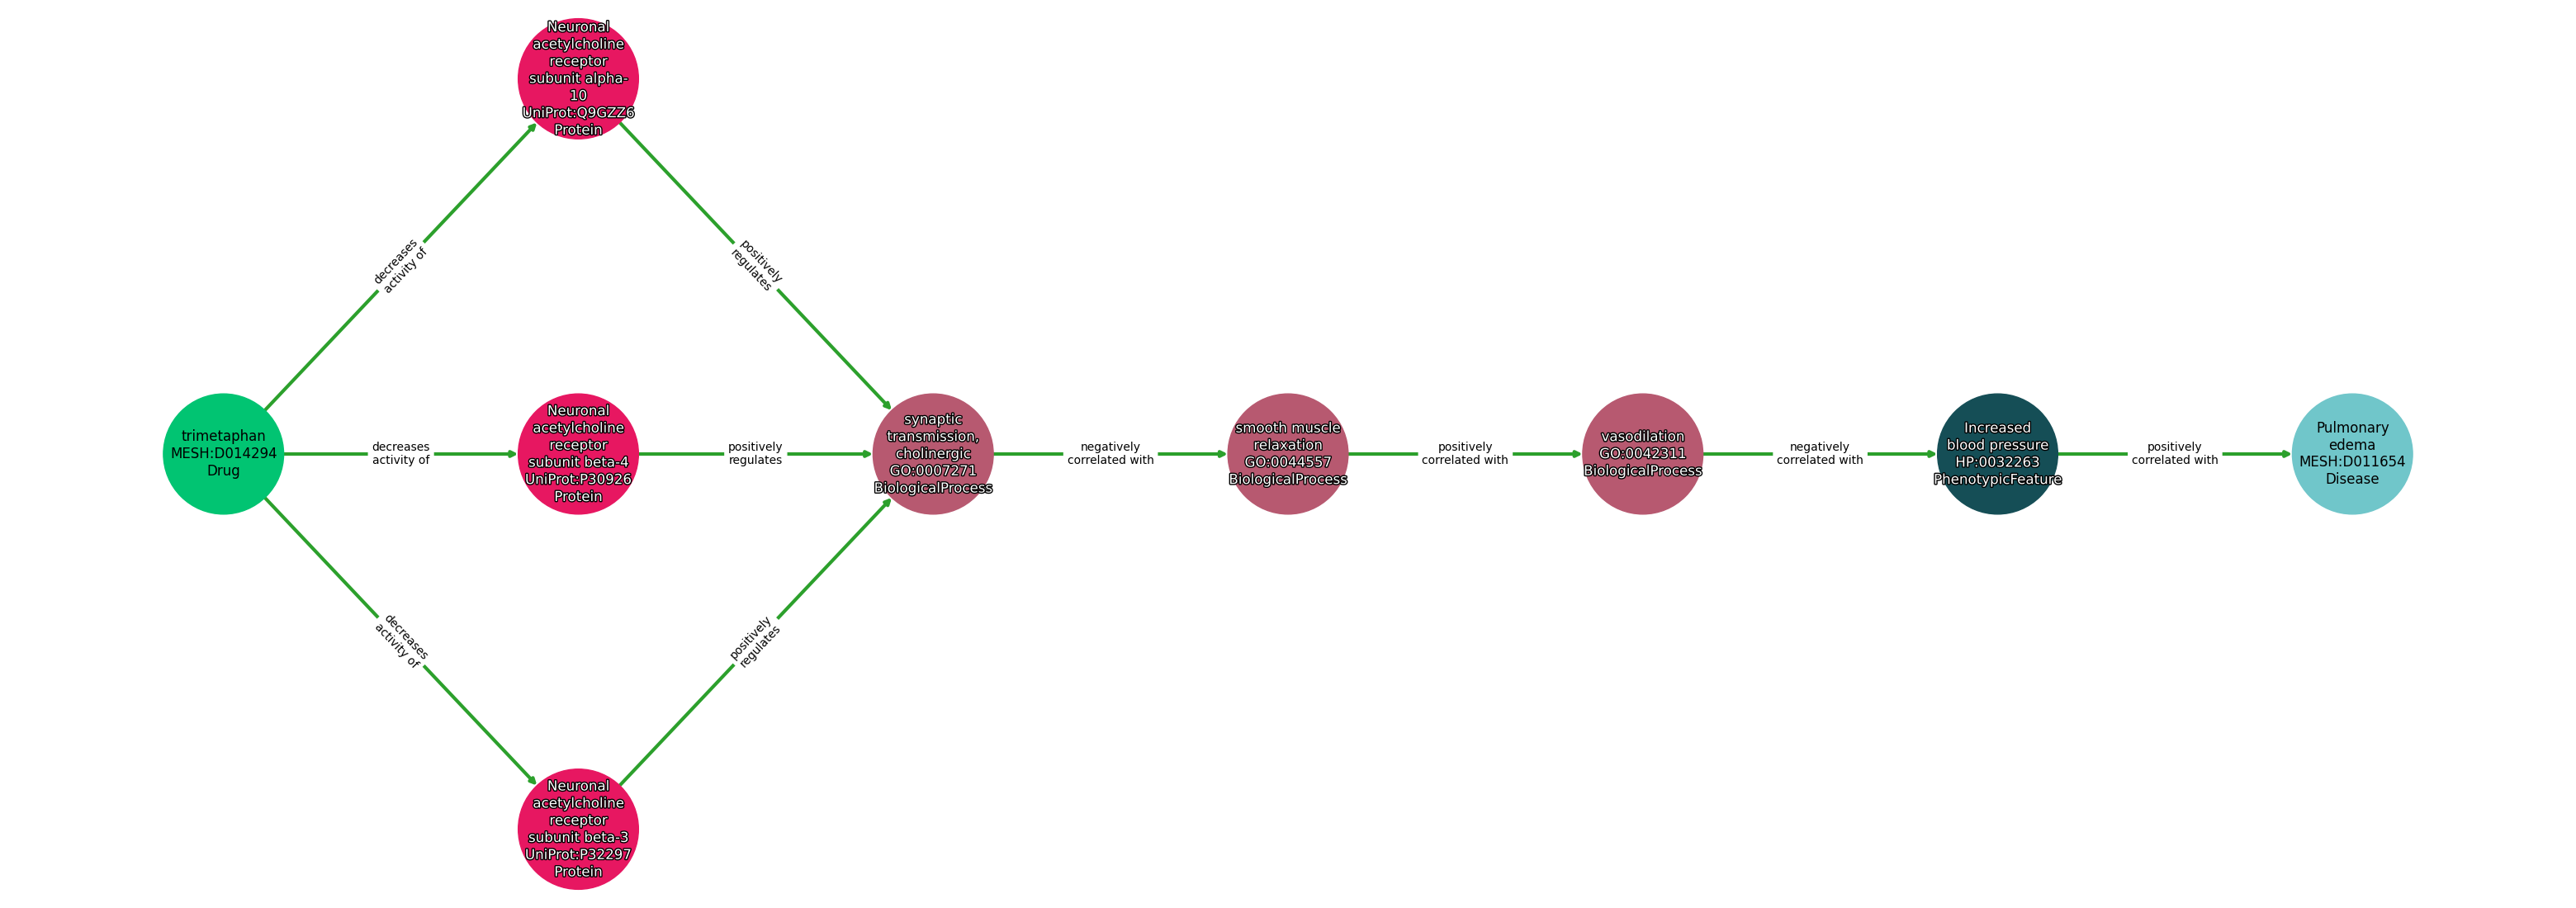 Neuronal
acetylcholine
receptor
subunit alpha-
10
UniProt:Q9GZZ6
Protein
decreases
activity of
positively
regulates
trimetaphan
MESH:D014294
Drug
decreases
activity of
Neuronal
acetylcholine
receptor
subunit beta-4
UniProt:P30926
Protein
positively
regulates
synaptic
transmission,
cholinergic
GO:0007271
BiologicalProcess
negatively
correlated with
smooth muscle
relaxation
GO:0044557
BiologicalProcess
positively
correlated with
vasodilation
GO:0042311
BiologicalProcess
negatively
correlated with
Increased
blood pressure
HP:0032263
PhenotypicFeature
positively
correlated with
Pulmonary
edema
MESH:D011654
Disease
decreases
activity of
positively
regulates
Neuronal
acetylcholine
receptor
subunit beta-3
UniProt:P32297
Protein